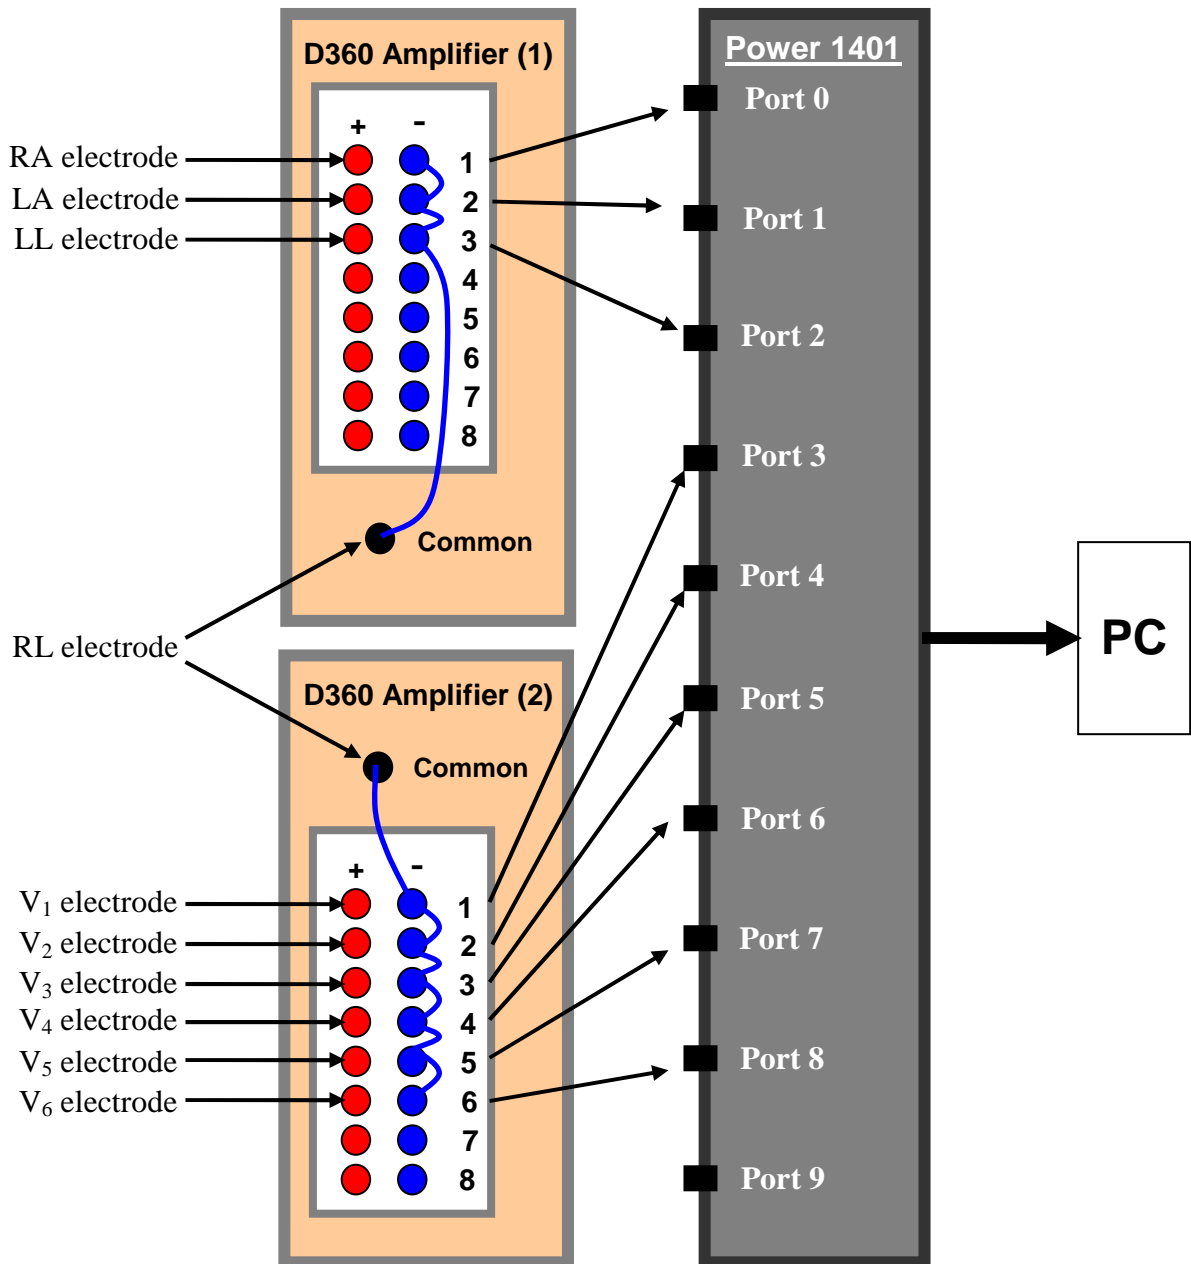 D360 Amplifier (1)
+ -
RA electrode
LA electrode
LL electrode
1
2
3
4
5
6
7
8
Common
RL electrode
D360 Amplifier (2)
Common
+ -
V₁ electrode
V₂ electrode
V₃ electrode
V₄ electrode
V₅ electrode
V₆ electrode
1
2
3
4
5
6
7
8
Power 1401
Port 0
Port 1
Port 2
Port 3
Port 4
Port 5
Port 6
Port 7
Port 8
Port 9
PC